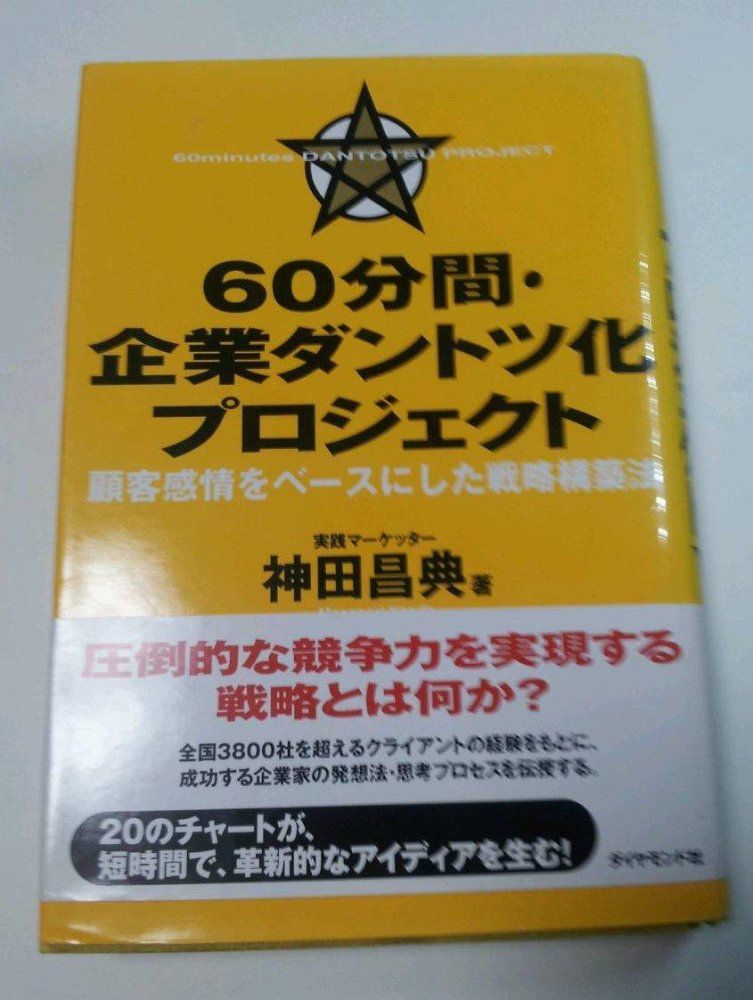 60minutes DANTOTSU PROJECT
60分間・
企業ダントツ化
プロジェクト
顧客感情をベースにした戦略構築法
実践マーケッター
神田昌典 著
圧倒的な競争力を実現する
戦略とは何か?
全国3800社を超えるクライアントの経験をもとに、
成功する企業家の発想法・思考プロセスを伝授する。
20のチャートが、
短時間で、革新的なアイディアを生む!
ダイヤモンド社